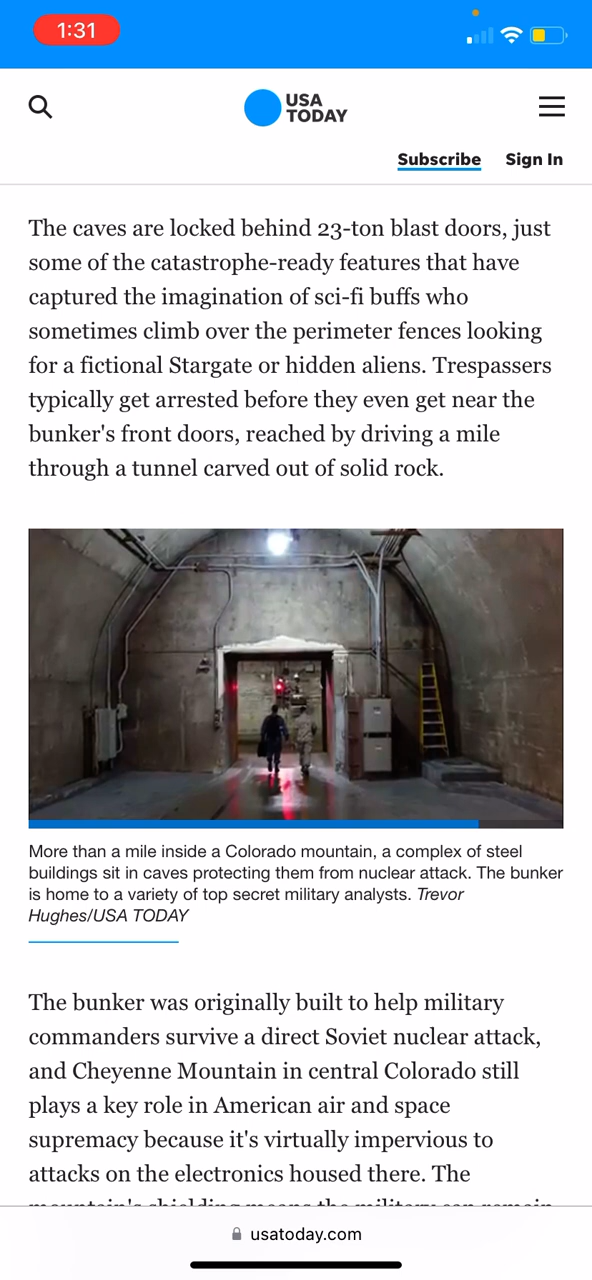 1:31
USA
TODAY
Subscribe Sign In
The caves are locked behind 23-ton blast doors, just
some of the catastrophe-ready features that have
captured the imagination of sci-fi buffs who
sometimes climb over the perimeter fences looking
for a fictional Stargate or hidden aliens. Trespassers
typically get arrested before they even get near the
bunker's front doors, reached by driving a mile
through a tunnel carved out of solid rock.
More than a mile inside a Colorado mountain, a complex of steel
buildings sit in caves protecting them from nuclear attack. The bunker
is home to a variety of top secret military analysts. Trevor
Hughes/USA TODAY
The bunker was originally built to help military
commanders survive a direct Soviet nuclear attack,
and Cheyenne Mountain in central Colorado still
plays a key role in American air and space
supremacy because it's virtually impervious to
attacks on the electronics housed there. The
mountain's shielding means the military can remain
usatoday.com